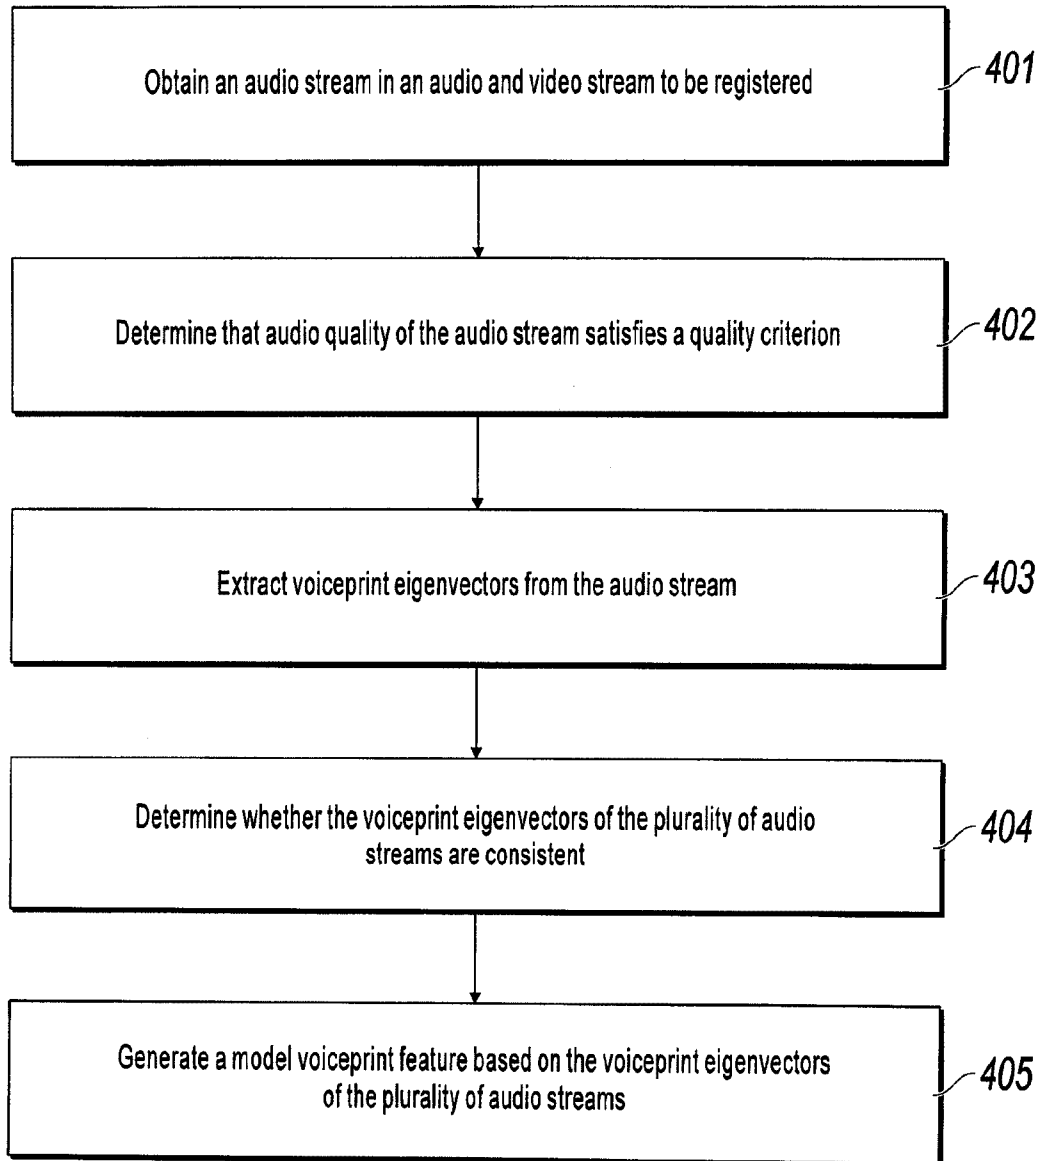 Obtain an audio stream in an audio and video stream to be registered
401
Determine that audio quality of the audio stream satisfies a quality criterion
402
Extract voiceprint eigenvectors from the audio stream
403
Determine whether the voiceprint eigenvectors of the plurality of audio
streams are consistent
404
Generate a model voiceprint feature based on the voiceprint eigenvectors
of the plurality of audio streams
405